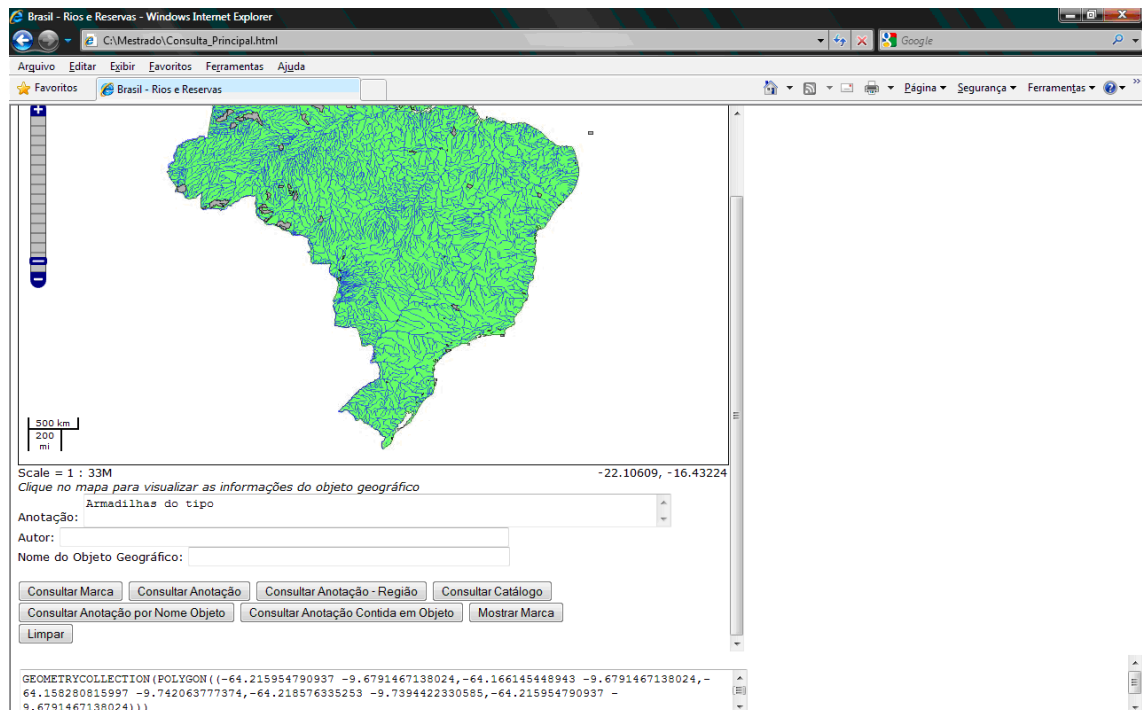 Brasil - Rios e Reservas - Windows Internet Explorer
C:\Mestrado\Consulta_Principal.html
Google
Arquivo Editar Exibir Favoritos Ferramentas Ajuda
Favoritos Brasil - Rios e Reservas Página Segurança Ferramentas »
500 km
200
mi
Scale = 1 : 33M -22.10609, -16.43224
Clique no mapa para visualizar as informações do objeto geográfico
Armadilhas do tipo
Anotação:
Autor:
Nome do Objeto Geográfico:
Consultar Marca Consultar Anotação Consultar Anotação - Região Consultar Catálogo
Consultar Anotação por Nome Objeto Consultar Anotação Contida em Objeto Mostrar Marca
Limpar
GEOMETRYCOLLECTION(POLYGON((-64.215954790937 -9.6791467138024,-64.166145448943 -9.6791467138024,-
64.158280815997 -9.742063777374,-64.218576335253 -9.7394422330585,-64.215954790937 -
9.6791467138024)))